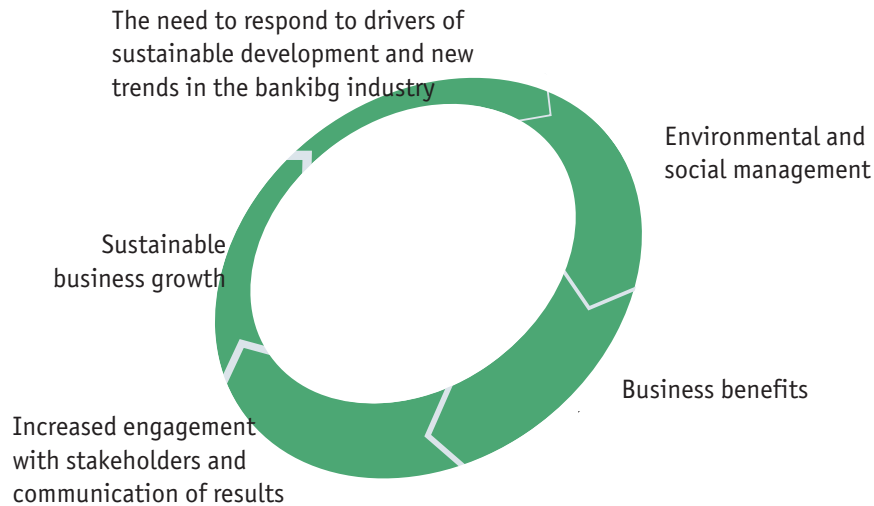 The need to respond to drivers of
sustainable development and new
trends in the bankibg industry
Environmental and
social management
Sustainable
business growth
Business benefits
Increased engagement
with stakeholders and
communication of results